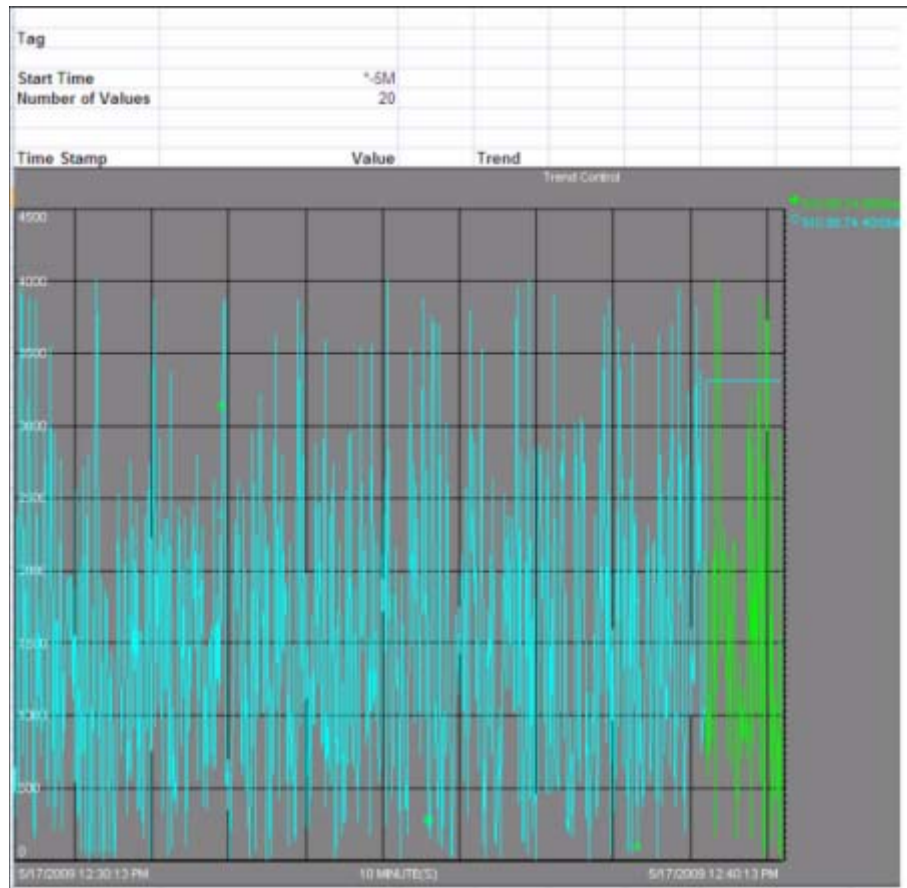 Tag
Start Time *-5M
Number of Values 20
Time Stamp Value Trend
Trend Control
4500
4000
3500
3000
2500
2000
1500
1000
500
0
5/17/2009 12:30:13 PM 10 MINUTE(S) 5/17/2009 12:40:13 PM